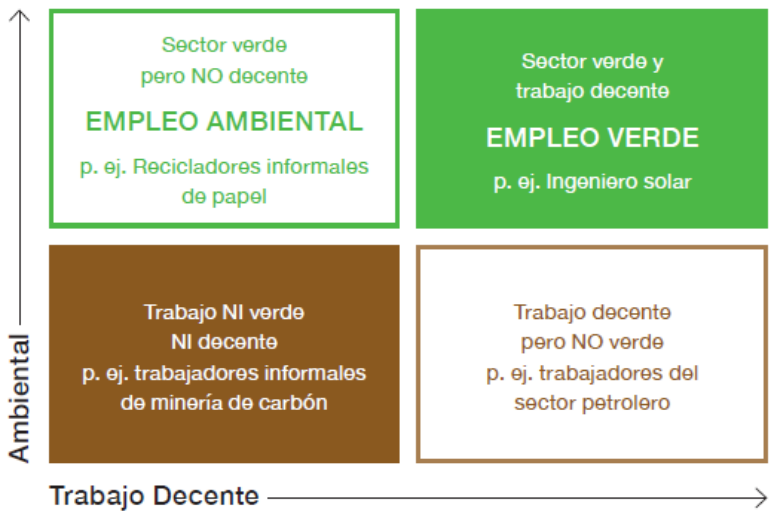 Sector verde
pero NO decente
EMPLEO AMBIENTAL
p. ej. Recicladores informales
de papel
Sector verde y
trabajo decente
EMPLEO VERDE
p. ej. Ingeniero solar
Trabajo NI verde
NI decente
p. ej. trabajadores informales
de minería de carbón
Trabajo decente
pero NO verde
p. ej. trabajadores del
sector petrolero
Ambiental
Trabajo Decente